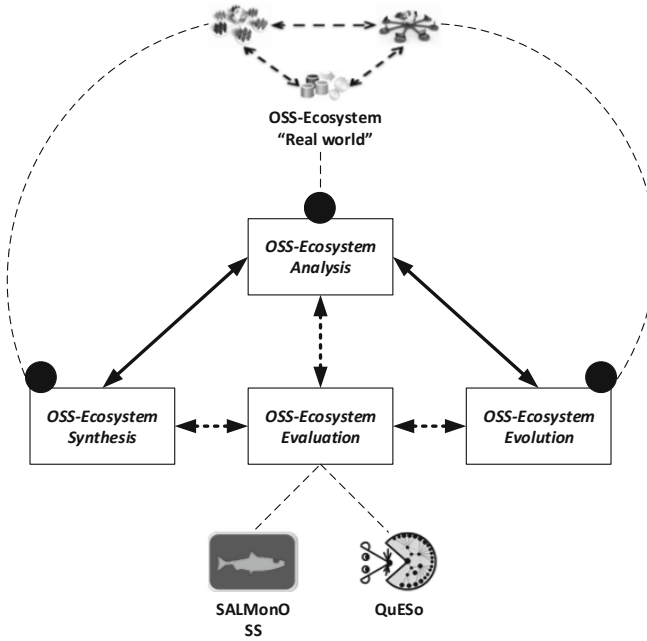 OSS-Ecosystem
“Real world”
OSS-Ecosystem
Analysis
OSS-Ecosystem
Synthesis
OSS-Ecosystem
Evaluation
OSS-Ecosystem
Evolution
SALMonO
SS
QuESo